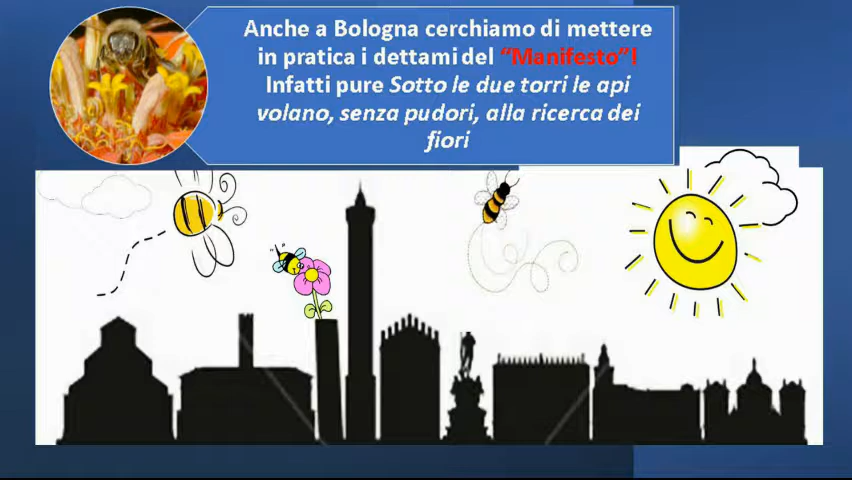 Anche a Bologna cerchiamo di mettere
in pratica i dettami del “Manifesto”!
Infatti pure Sotto le due torri le api
volano, senza pudori, alla ricerca dei
fiori